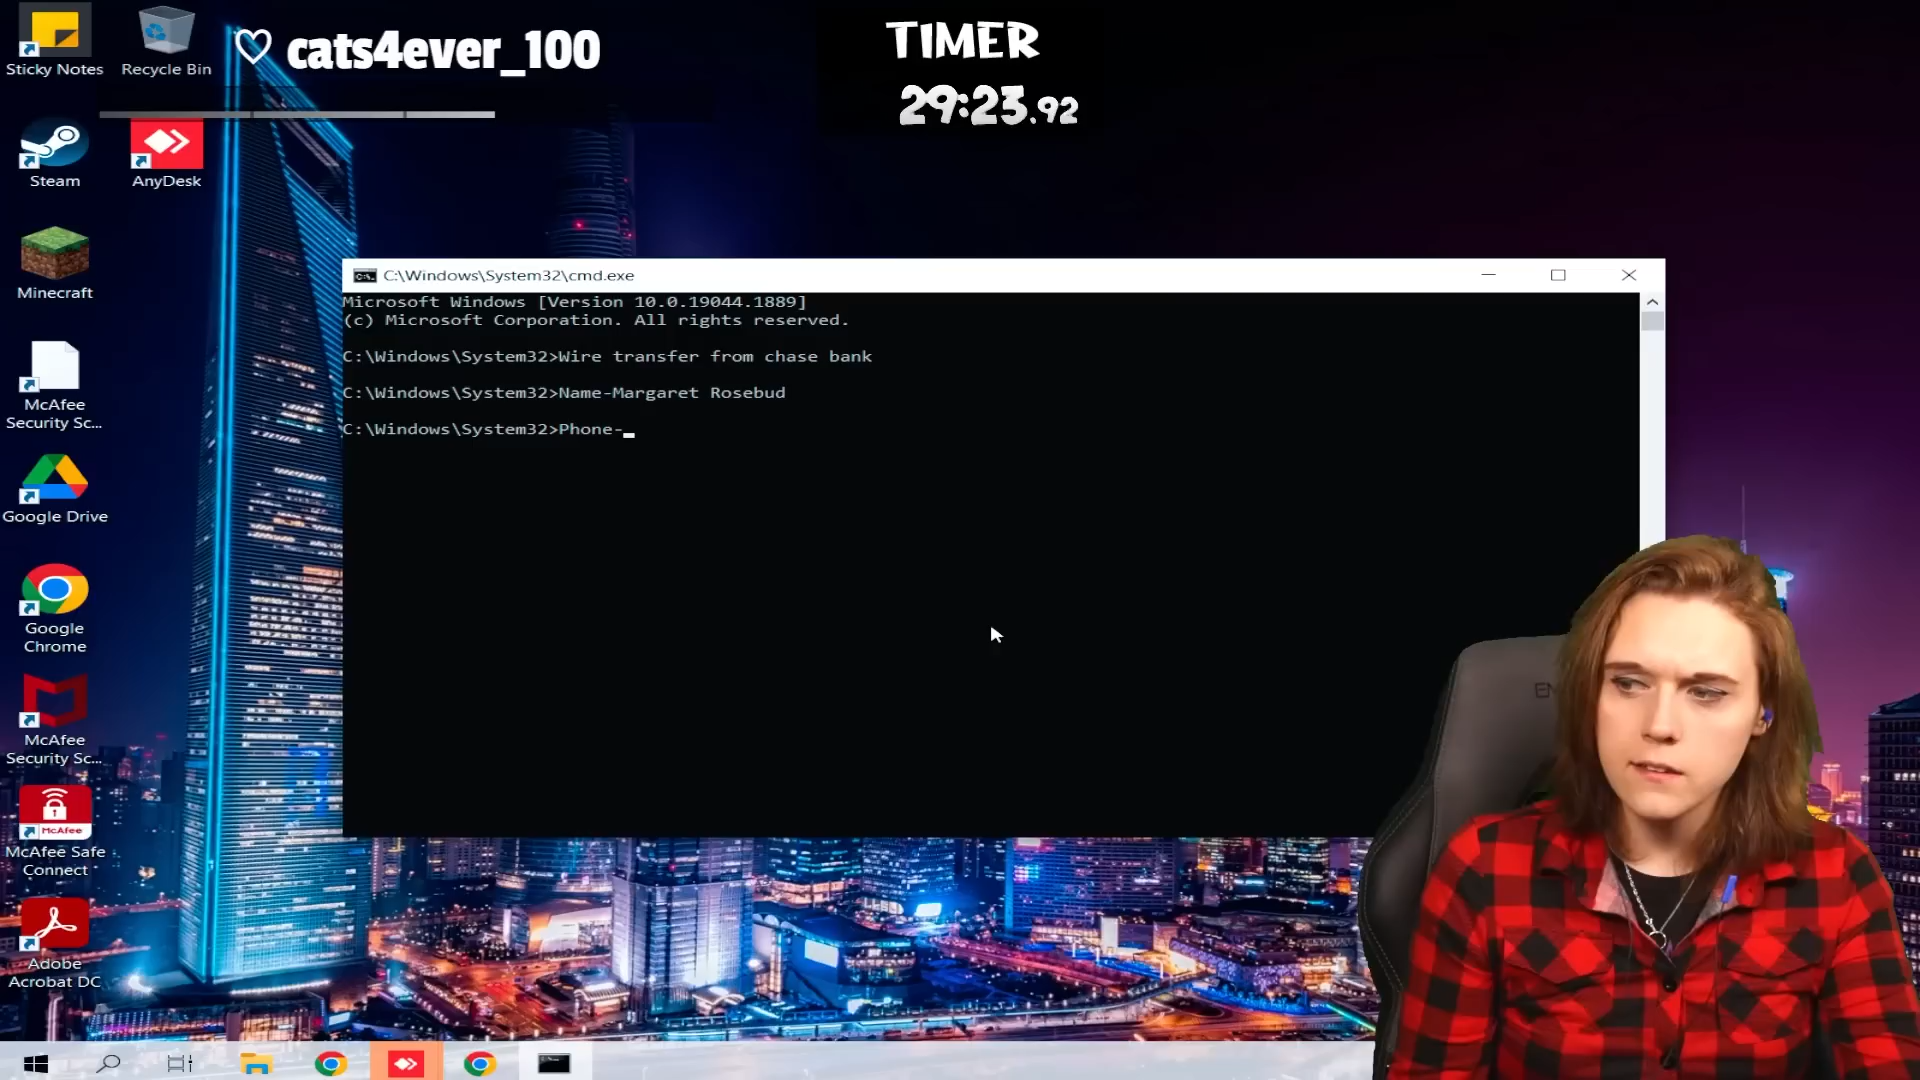 ♡ cats4ever_100
TIMER
29:23.92
Sticky Notes
Recycle Bin
Steam
AnyDesk
Minecraft
McAfee
Security Sc...
Google Drive
Google
Chrome
McAfee
Security Sc...
McAfee
McAfee Safe
Connect
Adobe
Acrobat DC
C:\Windows\System32\cmd.exe
Microsoft Windows [Version 10.0.19044.1889]
(c) Microsoft Corporation. All rights reserved.
C:\Windows\System32>Wire transfer from chase bank
C:\Windows\System32>Name-Margaret Rosebud
C:\Windows\System32>Phone-_